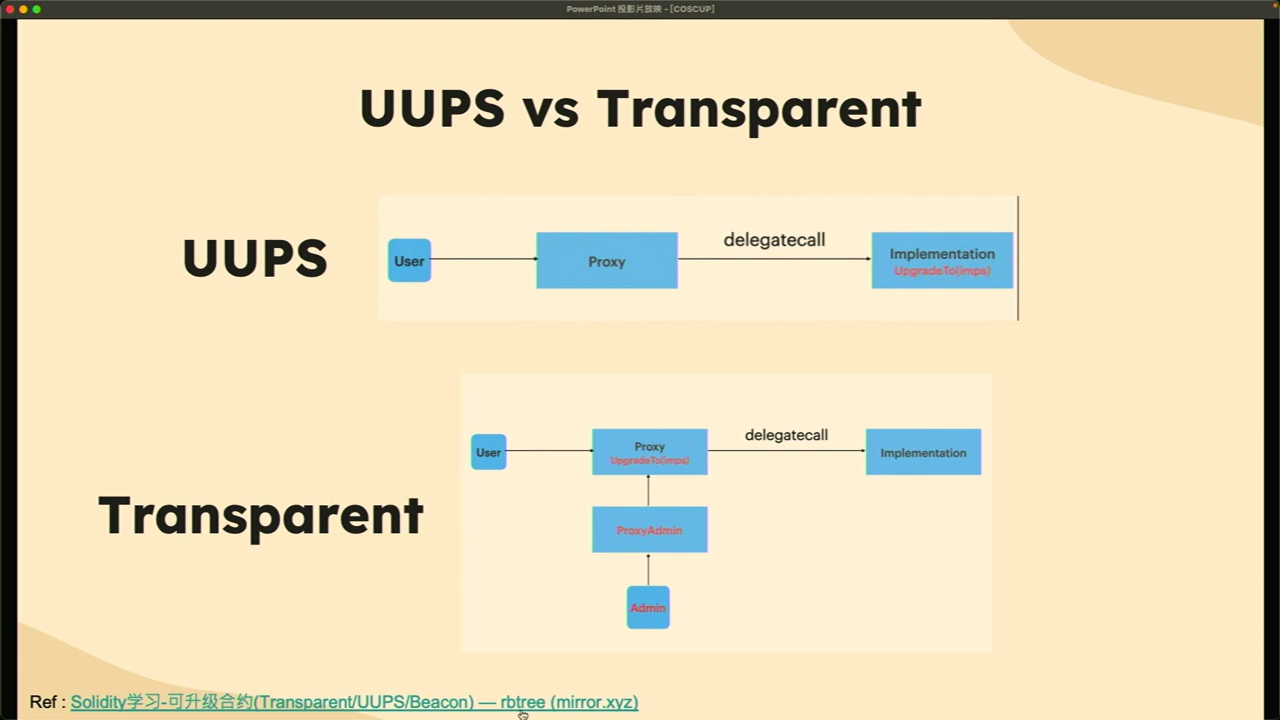 PowerPoint 投影片放映 - [COSCUP]
UUPS vs Transparent
UUPS
User
Proxy
delegatecall
Implementation
UpgradeTo(imps)
Transparent
User
Proxy
UpgradeTo(imps)
delegatecall
Implementation
ProxyAdmin
Admin
Ref : Solidity学习-可升级合约(Transparent/UUPS/Beacon) — rbtree (mirror.xyz)